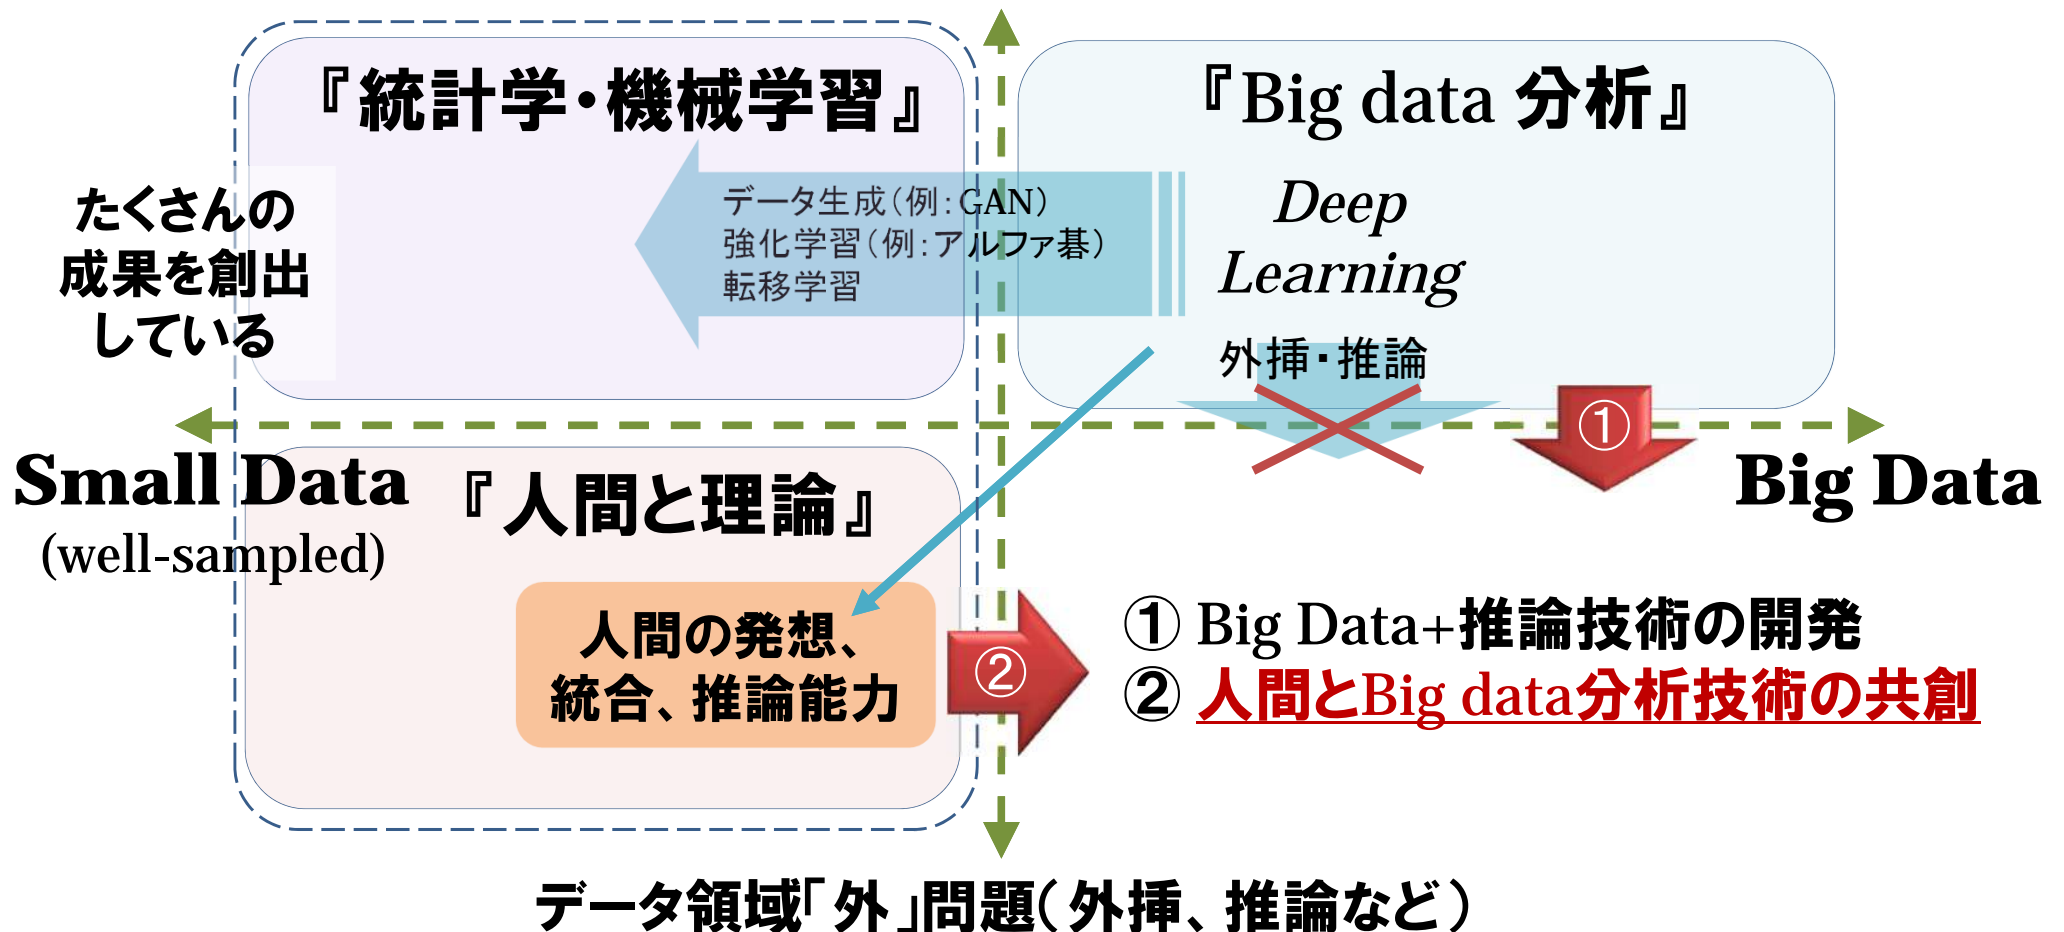 『統計学・機械学習』
『Big data 分析』
たくさんの
成果を創出
している
データ生成(例:GAN)
強化学習(例:アルファ碁)
転移学習
Deep
Learning
外挿・推論
①
Small Data
(well-sampled)
Big Data
『人間と理論』
人間の発想、
統合、推論能力
②
① Big Data+推論技術の開発
② 人間とBig data分析技術の共創
データ領域「外」問題(外挿、推論など)